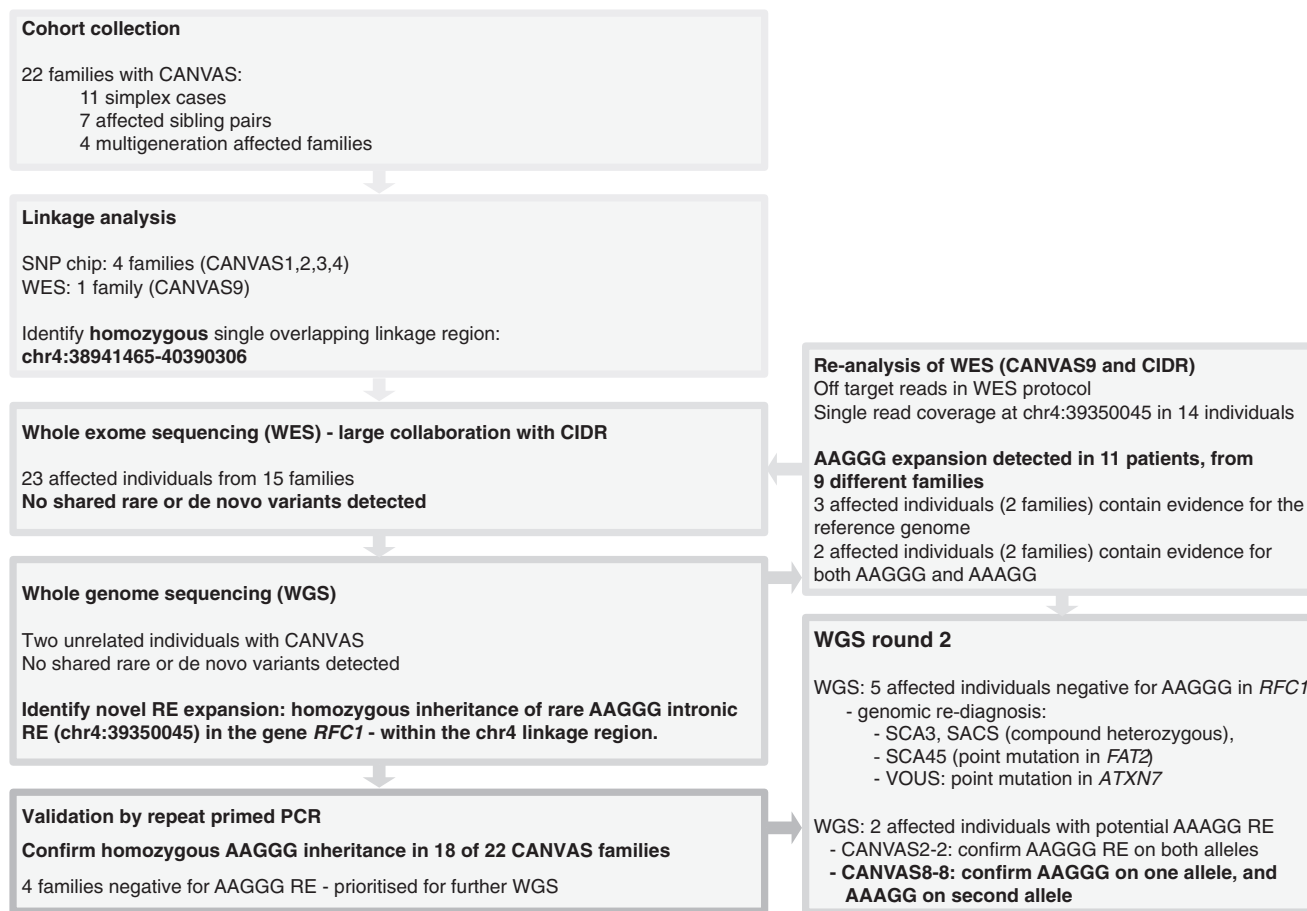 Cohort collection
22 families with CANVAS:
11 simplex cases
7 affected sibling pairs
4 multigeneration affected families
Linkage analysis
SNP chip: 4 families (CANVAS1,2,3,4)
WES: 1 family (CANVAS9)
Identify homozygous single overlapping linkage region:
chr4:38941465-40390306
Whole exome sequencing (WES) - large collaboration with CIDR
23 affected individuals from 15 families
No shared rare or de novo variants detected
Whole genome sequencing (WGS)
Two unrelated individuals with CANVAS
No shared rare or de novo variants detected
Identify novel RE expansion: homozygous inheritance of rare AAGGG intronic
RE (chr4:39350045) in the gene RFC1 - within the chr4 linkage region.
Validation by repeat primed PCR
Confirm homozygous AAGGG inheritance in 18 of 22 CANVAS families
4 families negative for AAGGG RE - prioritised for further WGS
Re-analysis of WES (CANVAS9 and CIDR)
Off target reads in WES protocol
Single read coverage at chr4:39350045 in 14 individuals
AAGGG expansion detected in 11 patients, from
9 different families
3 affected individuals (2 families) contain evidence for the
reference genome
2 affected individuals (2 families) contain evidence for
both AAGGG and AAAGG
WGS round 2
WGS: 5 affected individuals negative for AAGGG in RFC1
- genomic re-diagnosis:
- SCA3, SACS (compound heterozygous),
- SCA45 (point mutation in FAT2)
- VOUS: point mutation in ATXN7
WGS: 2 affected individuals with potential AAAGG RE
- CANVAS2-2: confirm AAGGG RE on both alleles
- CANVAS8-8: confirm AAGGG on one allele, and
AAAGG on second allele